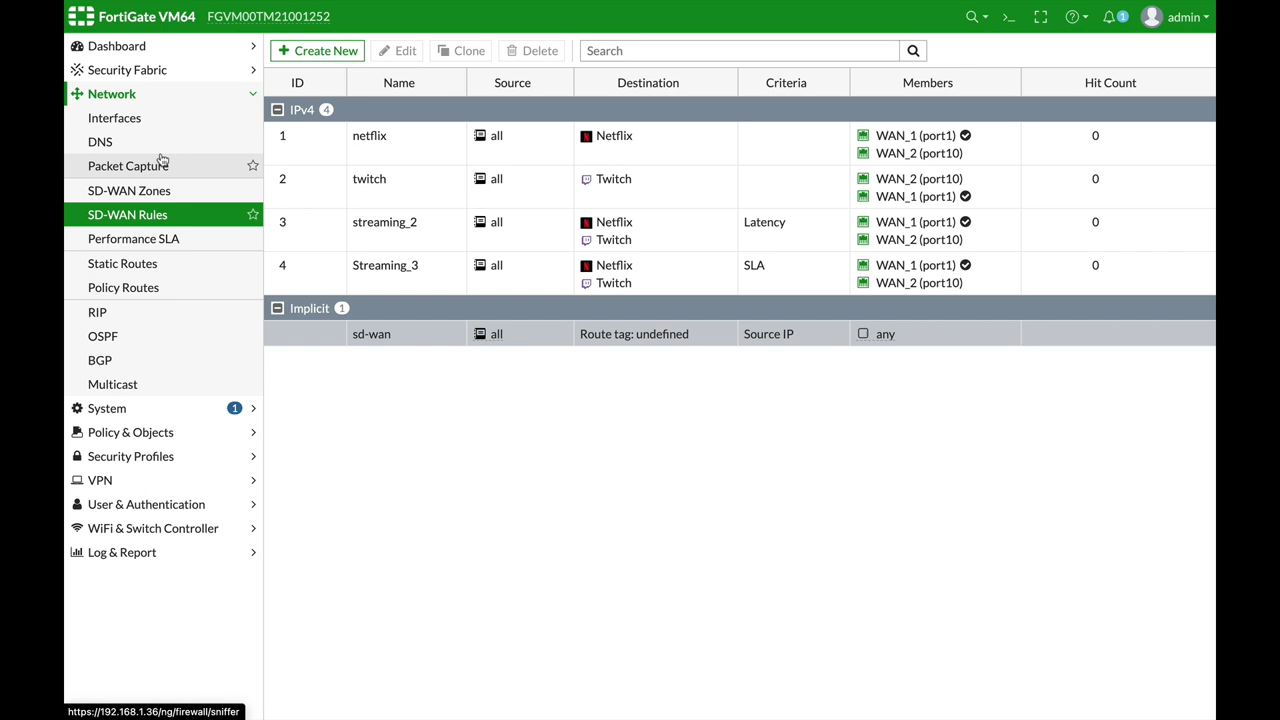 FortiGate VM64 FGVM00TM21001252 1 admin
Dashboard
Security Fabric
Network
Interfaces
DNS
Packet Capture
SD-WAN Zones
SD-WAN Rules
Performance SLA
Static Routes
Policy Routes
RIP
OSPF
BGP
Multicast
System 1
Policy & Objects
Security Profiles
VPN
User & Authentication
WiFi & Switch Controller
Log & Report
Create New Edit Clone Delete Search
ID Name Source Destination Criteria Members Hit Count
IPv4 4
1 netflix all Netflix WAN_1 (port1) 0
WAN_2 (port10)
2 twitch all Twitch WAN_2 (port10) 0
WAN_1 (port1)
3 streaming_2 all Netflix Latency WAN_1 (port1) 0
Twitch WAN_2 (port10)
4 Streaming_3 all Netflix SLA WAN_1 (port1) 0
Twitch WAN_2 (port10)
Implicit 1
sd-wan all Route tag: undefined Source IP any
https://192.168.1.36/ng/firewall/sniffer